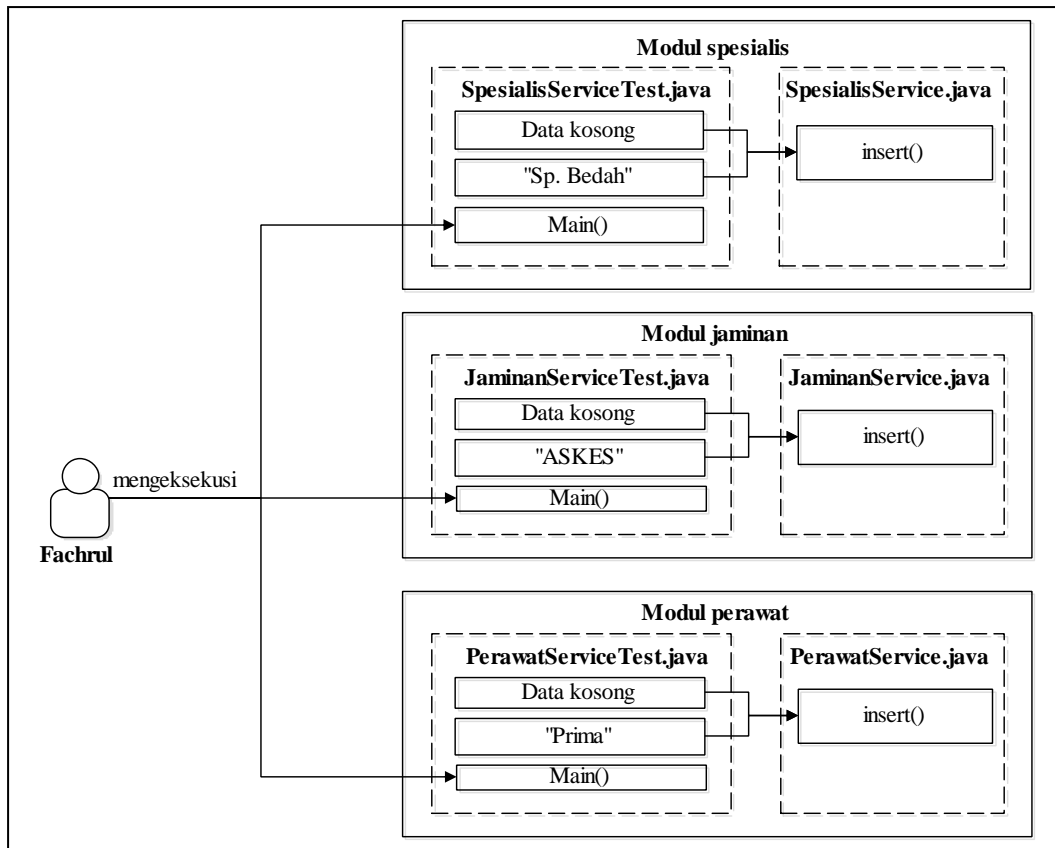 Modul spesialis
SpesialisServiceTest.java
SpesialisService.java
Data kosong
"Sp. Bedah"
Main()
insert()
Modul jaminan
JaminanServiceTest.java
JaminanService.java
Data kosong
"ASKES"
Main()
insert()
mengeksekusi
Fachrul
Modul perawat
PerawatServiceTest.java
PerawatService.java
Data kosong
"Prima"
Main()
insert()